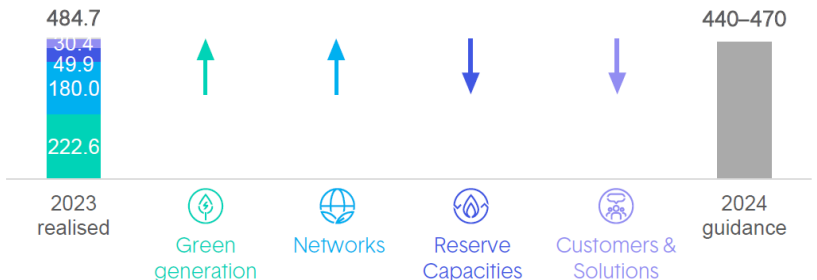 484.7
30.4
49.9
180.0
222.6
2023
realised
Green
generation
Networks
Reserve
Capacities
Customers &
Solutions
440–470
2024
guidance